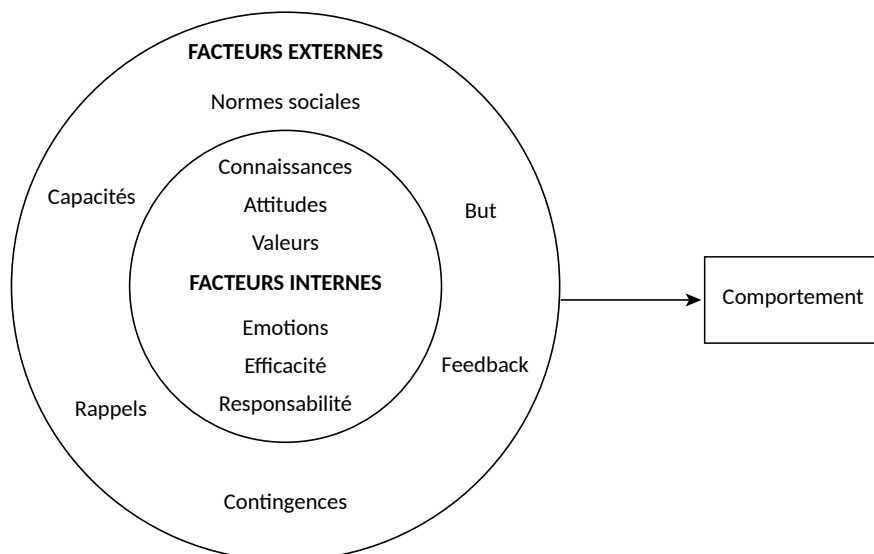 FACTEURS EXTERNES
Normes sociales
Connaissances
Capacités
Attitudes
But
Valeurs
FACTEURS INTERNES
Comportement
Emotions
Efficacité
Feedback
Responsabilité
Rappels
Contingences